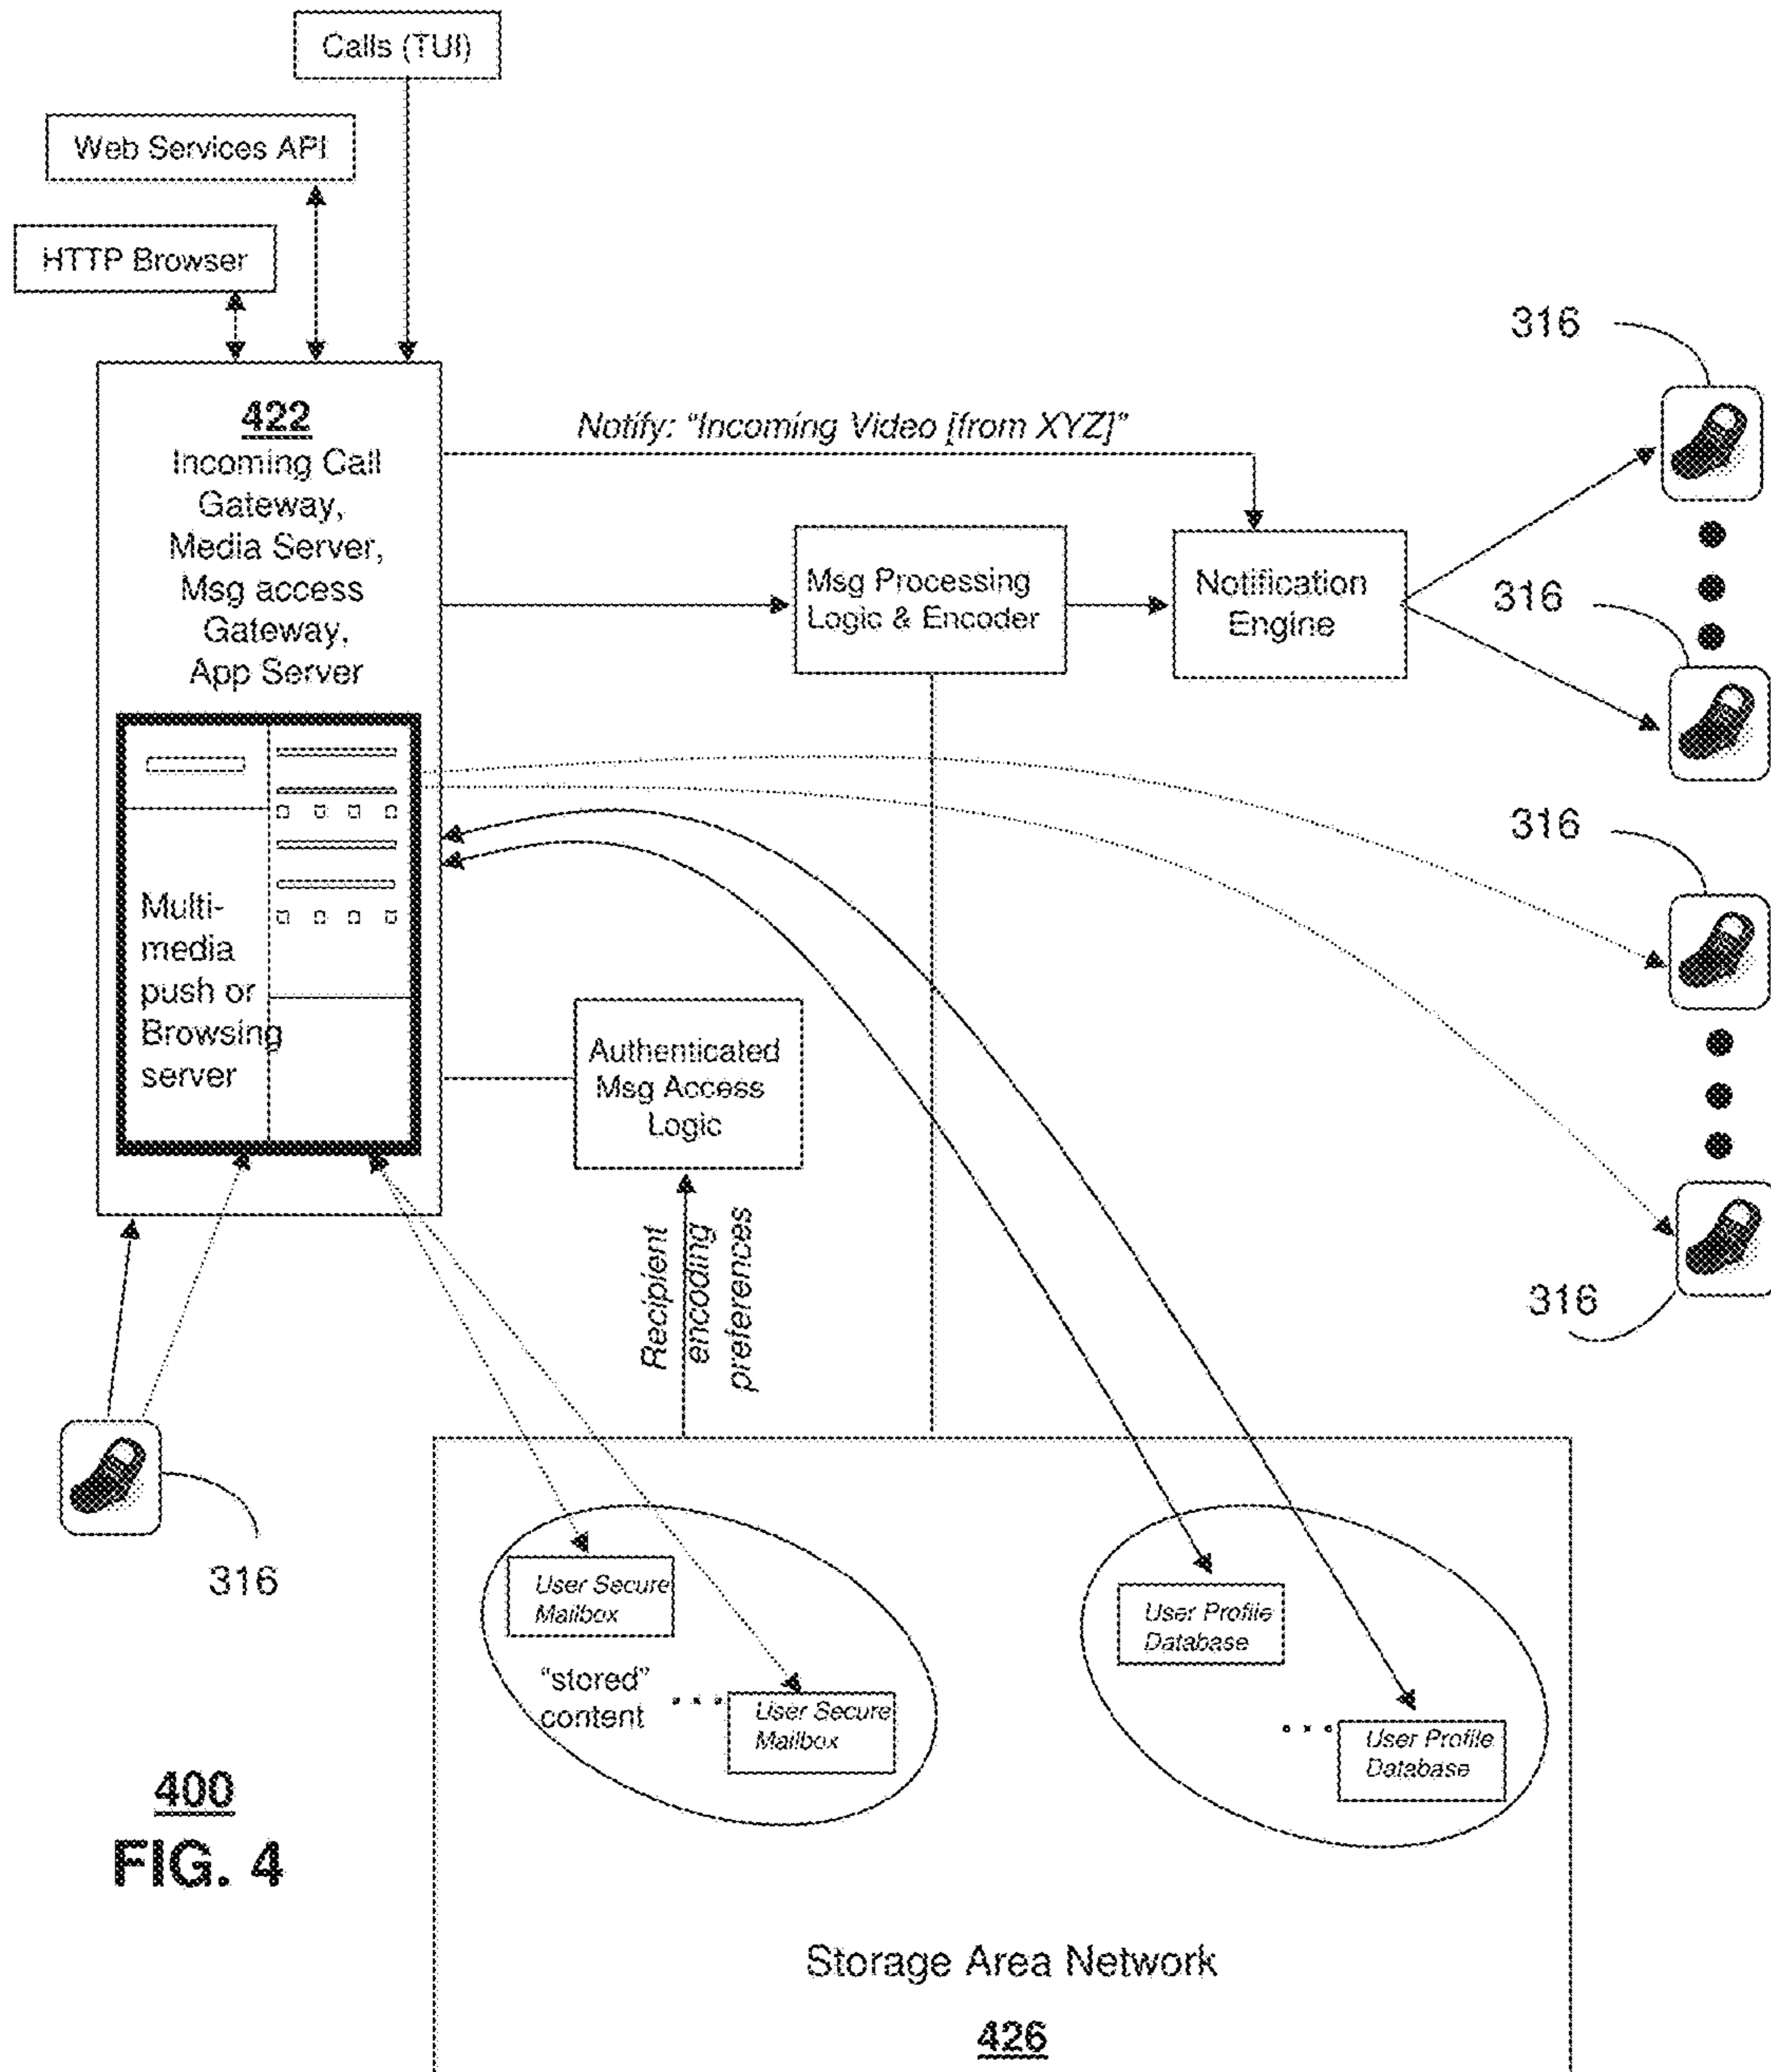 Calls (TUI)
Web Services API
HTTP Browser
316
422
Incoming Call
Gateway,
Media Server,
Msg access
Gateway,
App Server
Notify: “Incoming Video [from XYZ]”
Msg Processing
Logic & Encoder
Notification
Engine
316
316
Multi-
media
push or
Browsing
server
Authenticated
Msg Access
Logic
Recipient
encoding
preferences
316
316
User Secure
Mailbox
“stored”
content
User Secure
Mailbox
User Profile
Database
User Profile
Database
400
FIG. 4
Storage Area Network
426